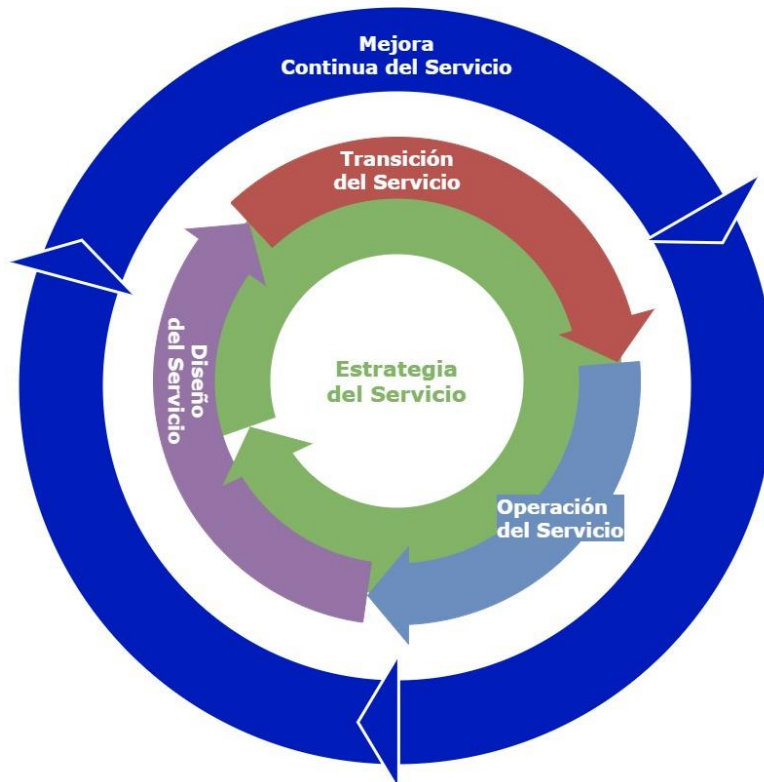 Mejora
Continua del Servicio
Transición
del Servicio
Diseño
del Servicio
Estrategia
del Servicio
Operación
del Servicio